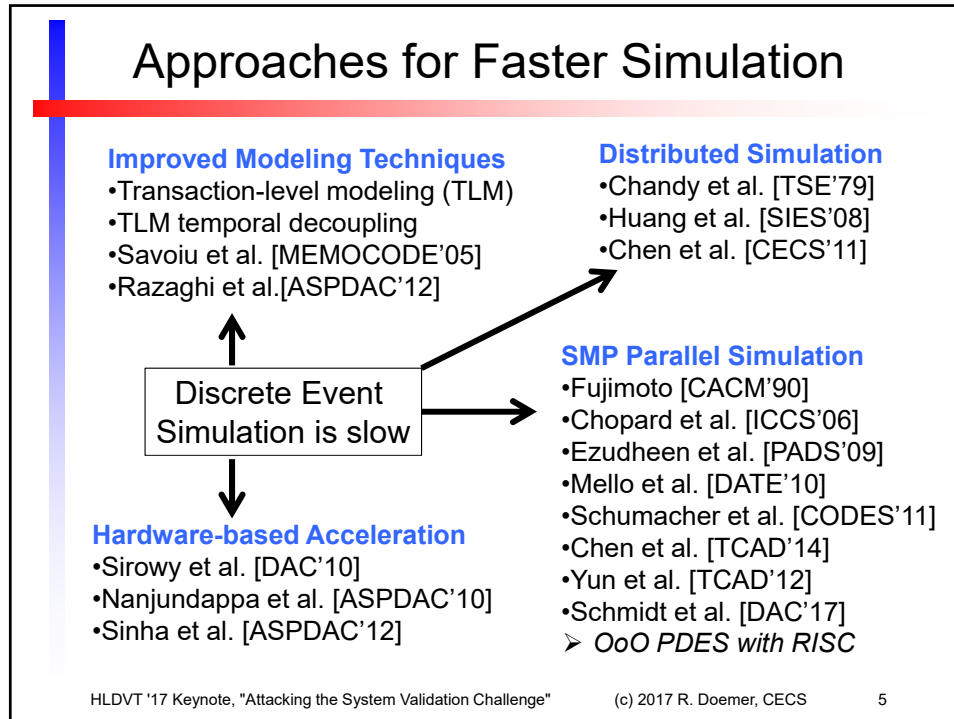 Approaches for Faster Simulation
Improved Modeling Techniques
•Transaction-level modeling (TLM)
•TLM temporal decoupling
•Savoiu et al. [MEMOCODE’05]
•Razaghi et al.[ASPDAC’12]
Distributed Simulation
•Chandy et al. [TSE’79]
•Huang et al. [SIES’08]
•Chen et al. [CECS’11]
Discrete Event
Simulation is slow
SMP Parallel Simulation
•Fujimoto [CACM’90]
•Chopard et al. [ICCS’06]
•Ezudheen et al. [PADS’09]
•Mello et al. [DATE’10]
•Schumacher et al. [CODES’11]
•Chen et al. [TCAD’14]
•Yun et al. [TCAD’12]
•Schmidt et al. [DAC’17]
➢ OoO PDES with RISC
Hardware-based Acceleration
•Sirowy et al. [DAC’10]
•Nanjundappa et al. [ASPDAC’10]
•Sinha et al. [ASPDAC’12]
HLDVT '17 Keynote, "Attacking the System Validation Challenge" (c) 2017 R. Doemer, CECS 5